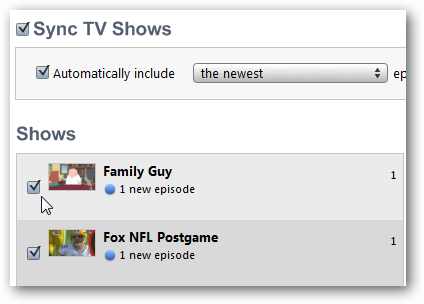 Sync TV Shows
Automatically include the newest ep
Shows
Family Guy 1
1 new episode
Fox NFL Postgame 1
1 new episode